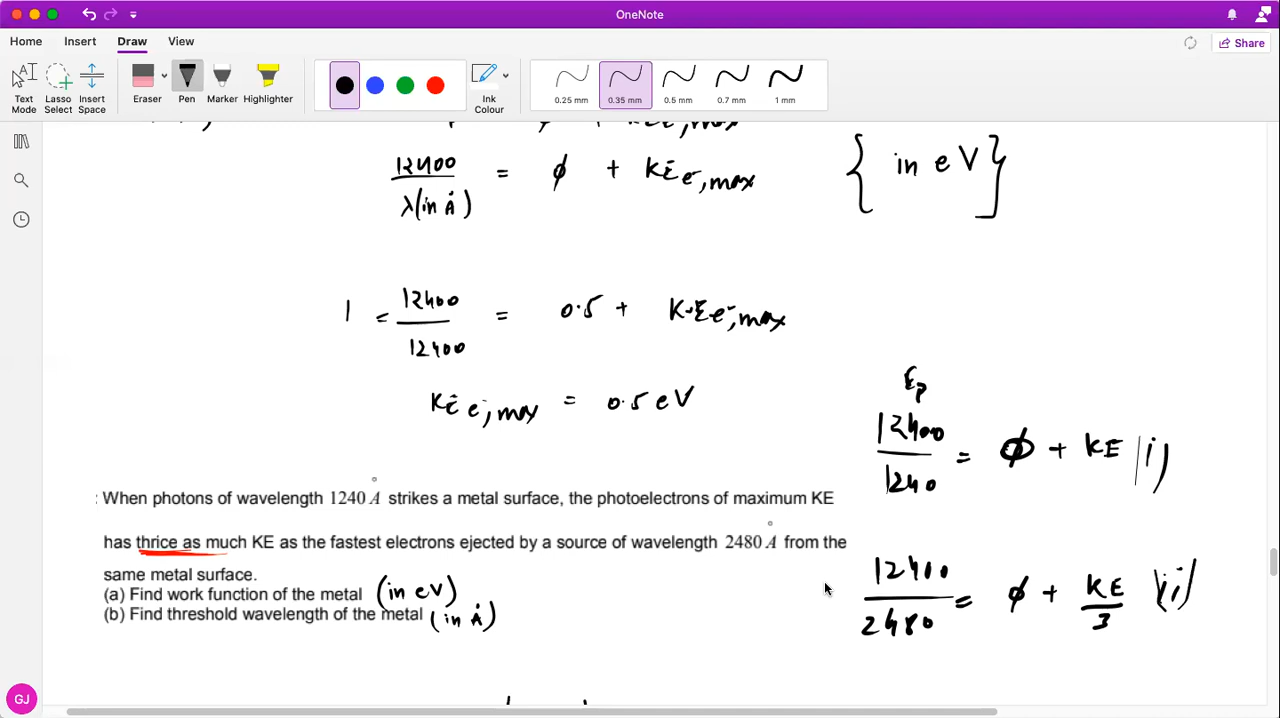 OneNote
Home Insert Draw View
Share
Text Mode
Lasso Select
Insert Space
Eraser
Pen
Marker
Highlighter
Ink Colour
0.25 mm
0.35 mm
0.5 mm
0.7 mm
1 mm
12400 / λ(in Å) = ϕ + KE e⁻,max { in eV }
1 = 12400 / 12400 = 0.5 + K.E e⁻,max
KE e⁻,max = 0.5 eV
Ep
12400 / 1240 = ϕ + KE (i)
: When photons of wavelength 1240 Å strikes a metal surface, the photoelectrons of maximum KE
has thrice as much KE as the fastest electrons ejected by a source of wavelength 2480 Å from the
same metal surface.
(a) Find work function of the metal (in eV)
(b) Find threshold wavelength of the metal (in Å)
12400 / 2480 = ϕ + KE / 3 (ii)
GJ